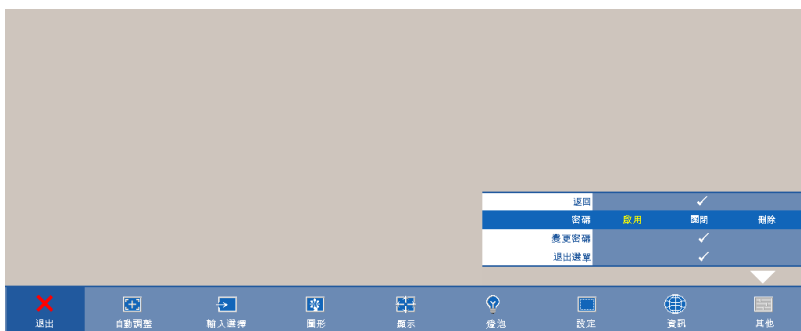 返回
密碼 啟用 關閉 刪除
變更密碼
退出選單
退出 自動調整 輸入選擇 圖形 顯示 燈泡 設定 資訊 其他